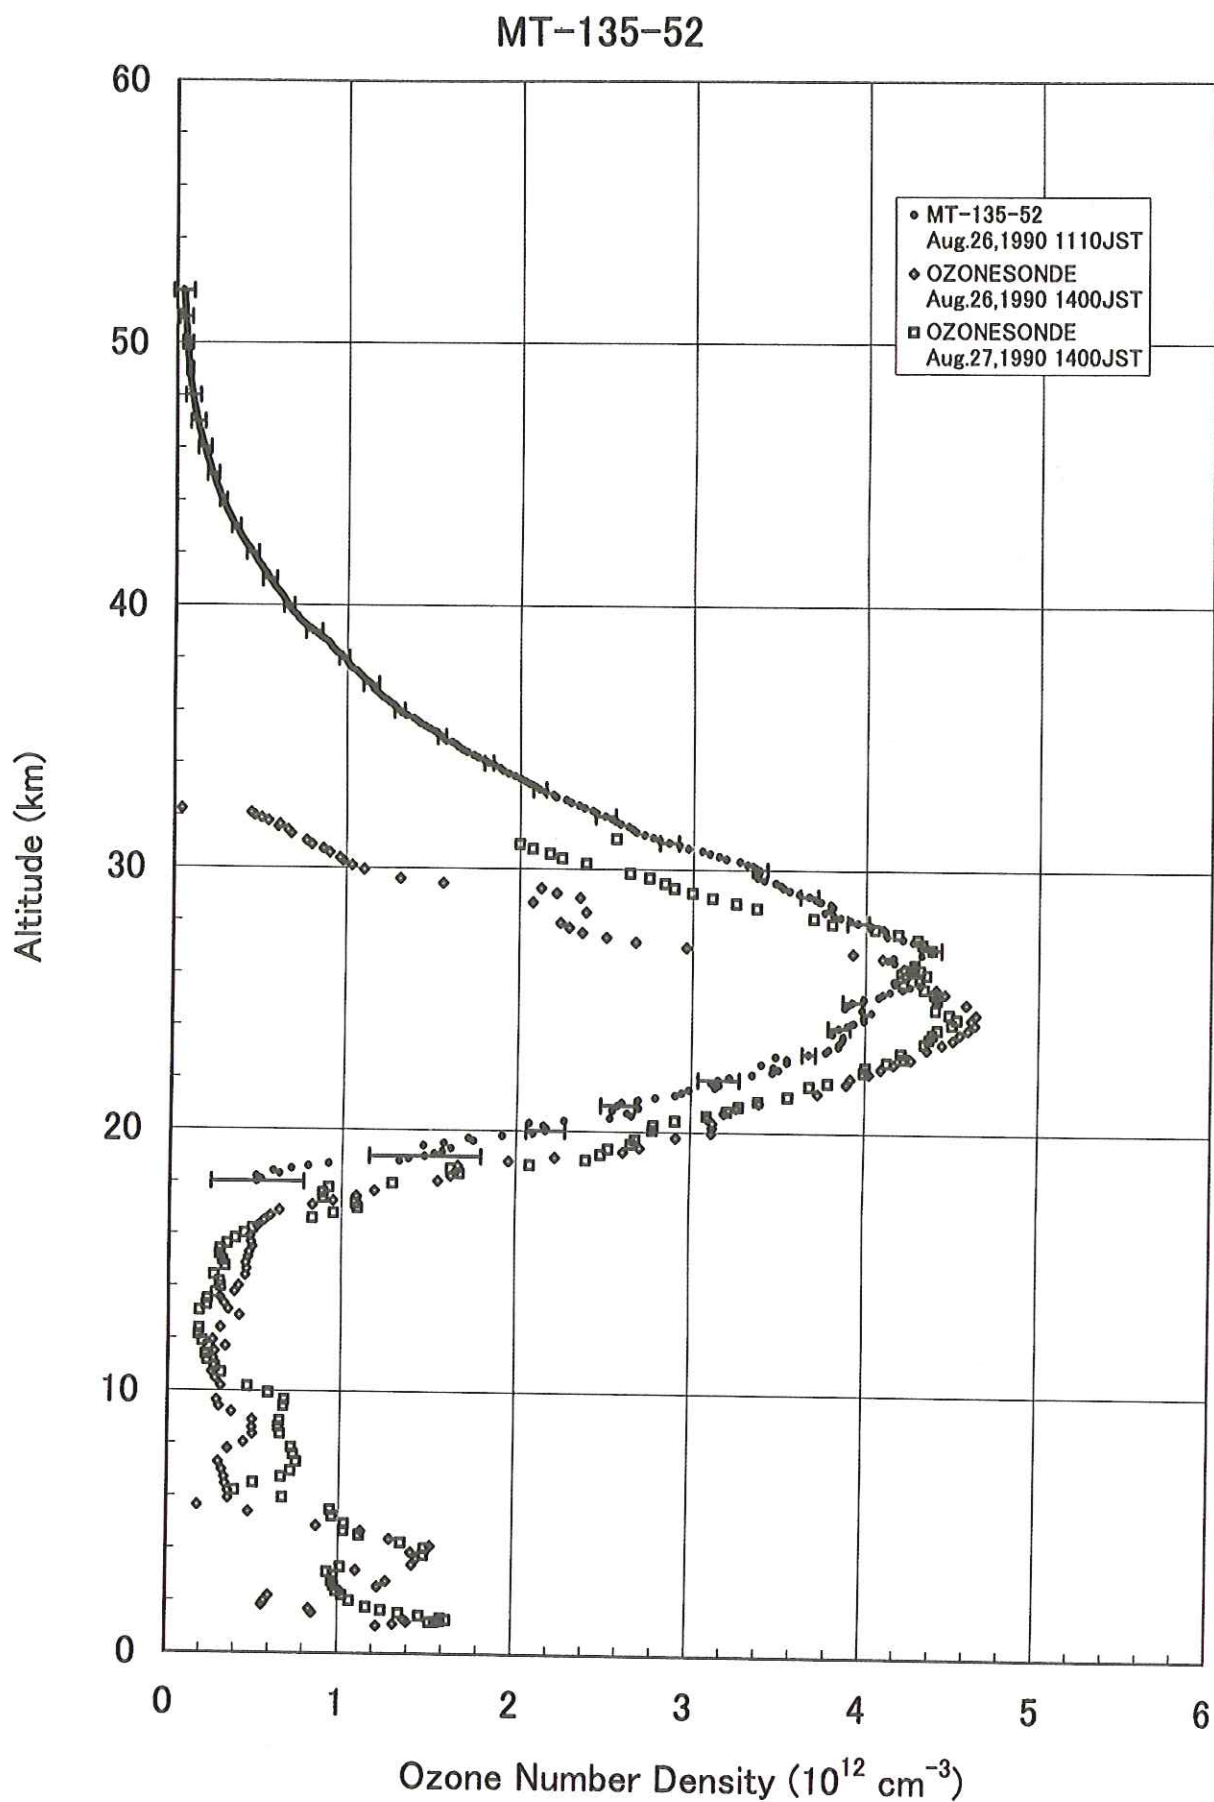 MT-135-52
60
50
40
30
20
10
0
Altitude (km)
MT-135-52
Aug.26,1990 1110JST
OZONESONDE
Aug.26,1990 1400JST
OZONESONDE
Aug.27,1990 1400JST
0 1 2 3 4 5 6
Ozone Number Density (10¹² cm⁻³)